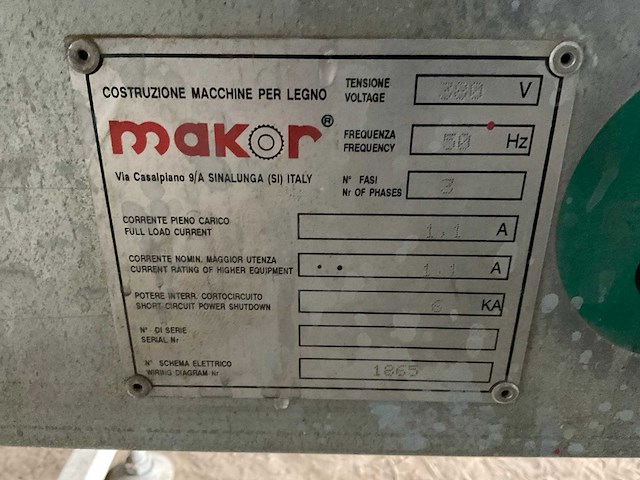 COSTRUZIONE MACCHINE PER LEGNO
makor®
Via Casalpiano 9/A SINALUNGA (SI) ITALY
TENSIONE
VOLTAGE 380 V
FREQUENZA
FREQUENCY 50 Hz
N° FASI
Nr OF PHASES 3
CORRENTE PIENO CARICO
FULL LOAD CURRENT 1,1 A
CORRENTE NOMIN. MAGGIOR UTENZA
CURRENT RATING OF HIGHER EQUIPMENT 1,1 A
POTERE INTERR. CORTOCIRCUITO
SHORT CIRCUIT POWER SHUTDOWN 6 KA
N° DI SERIE
SERIAL Nr
N° SCHEMA ELETTRICO
WIRING DIAGRAM Nr 1865